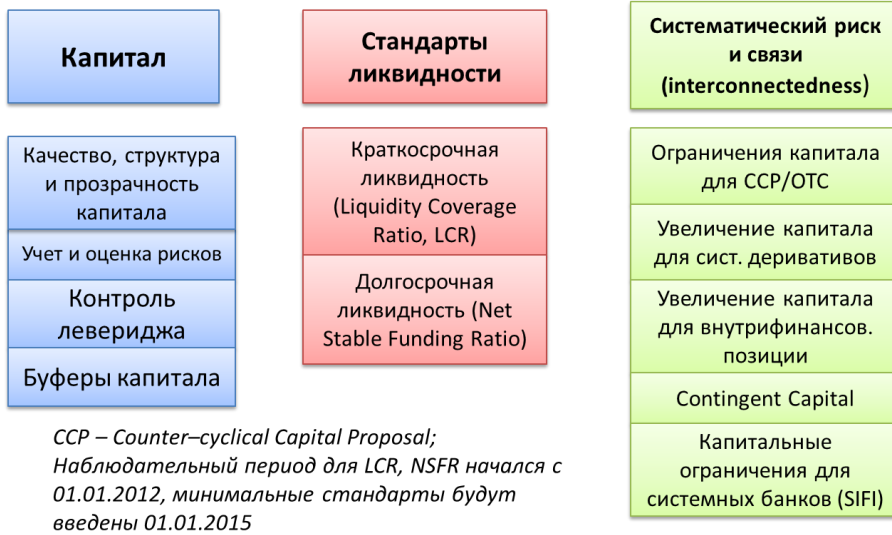 Капитал
Качество, структура
и прозрачность
капитала
Учет и оценка рисков
Контроль
левериджа
Буферы капитала
Стандарты
ликвидности
Краткосрочная
ликвидность
(Liquidity Coverage
Ratio, LCR)
Долгосрочная
ликвидность (Net
Stable Funding Ratio)
Систематический риск
и связи
(interconnectedness)
Ограничения капитала
для CCP/OTC
Увеличение капитала
для сист. деривативов
Увеличение капитала
для внутрифинансов.
позиции
Contingent Capital
Капитальные
ограничения для
системных банков (SIFI)
CCP – Counter–cyclical Capital Proposal;
Наблюдательный период для LCR, NSFR начался с
01.01.2012, минимальные стандарты будут
введены 01.01.2015